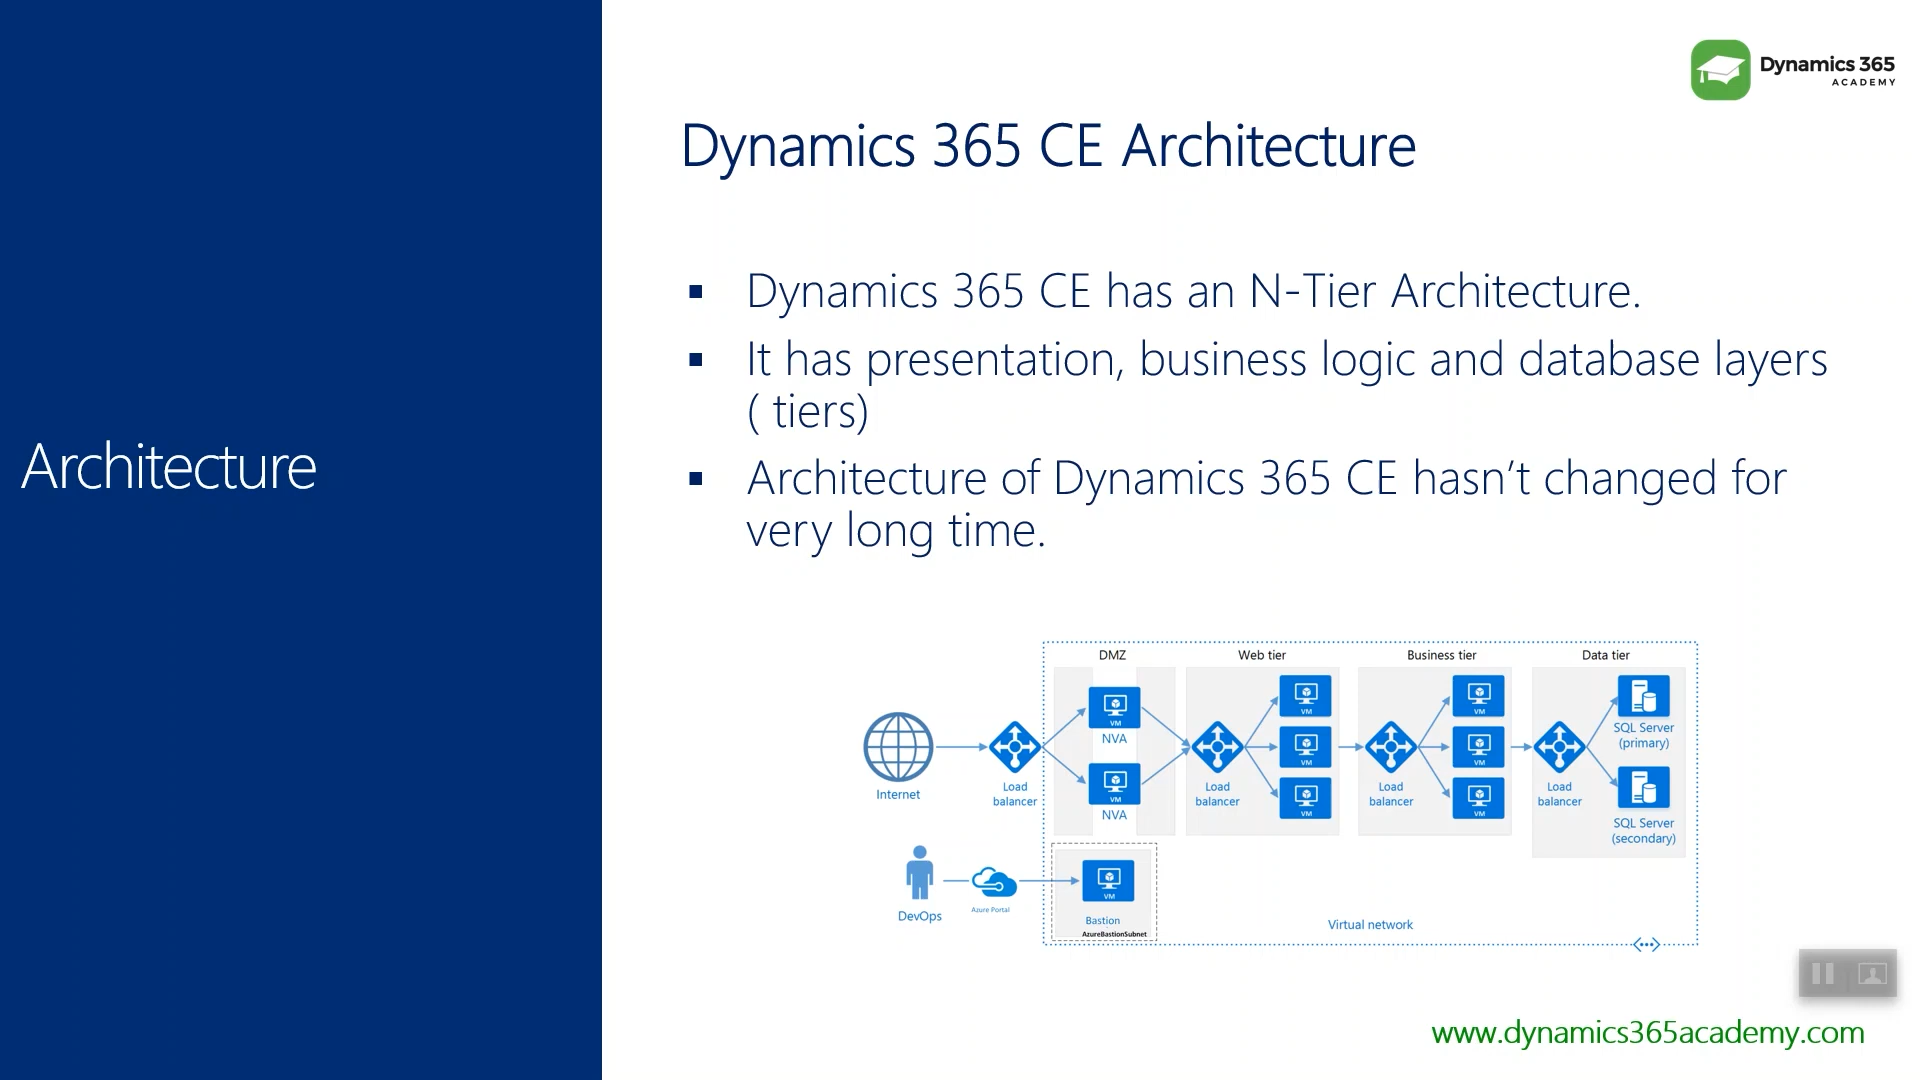 Dynamics 365
ACADEMY
Dynamics 365 CE Architecture
Architecture
▪ Dynamics 365 CE has an N-Tier Architecture.
▪ It has presentation, business logic and database layers
( tiers)
▪ Architecture of Dynamics 365 CE hasn’t changed for
very long time.
DMZ
Web tier
Business tier
Data tier
Internet
Load
balancer
VM
NVA
VM
NVA
Load
balancer
VM
VM
VM
Load
balancer
VM
VM
VM
Load
balancer
SQL Server
(primary)
SQL Server
(secondary)
DevOps
Azure Portal
VM
Bastion
AzureBastionSubnet
Virtual network
www.dynamics365academy.com